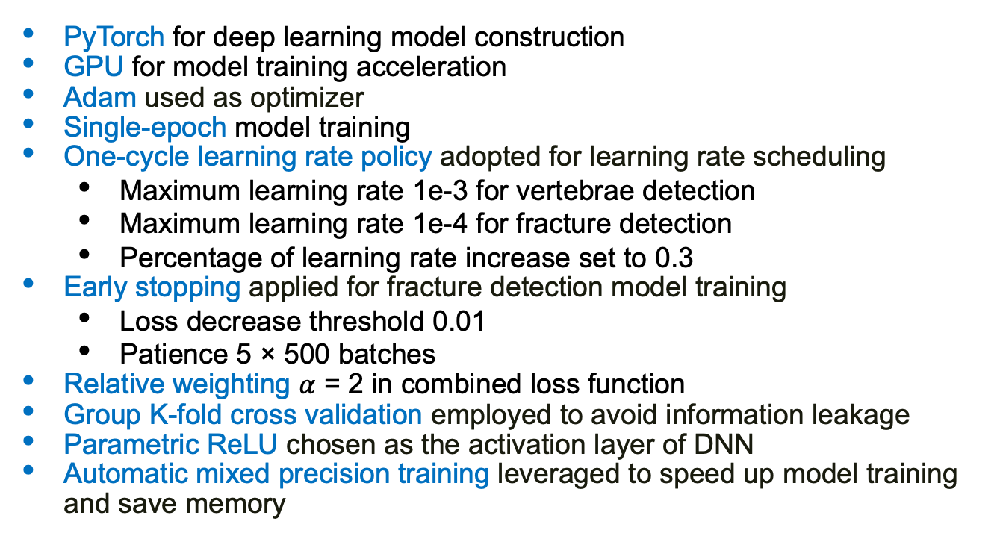 • PyTorch for deep learning model construction
• GPU for model training acceleration
• Adam used as optimizer
• Single-epoch model training
• One-cycle learning rate policy adopted for learning rate scheduling
• Maximum learning rate 1e-3 for vertebrae detection
• Maximum learning rate 1e-4 for fracture detection
• Percentage of learning rate increase set to 0.3
• Early stopping applied for fracture detection model training
• Loss decrease threshold 0.01
• Patience 5 × 500 batches
• Relative weighting 𝛼 = 2 in combined loss function
• Group K-fold cross validation employed to avoid information leakage
• Parametric ReLU chosen as the activation layer of DNN
• Automatic mixed precision training leveraged to speed up model training
and save memory